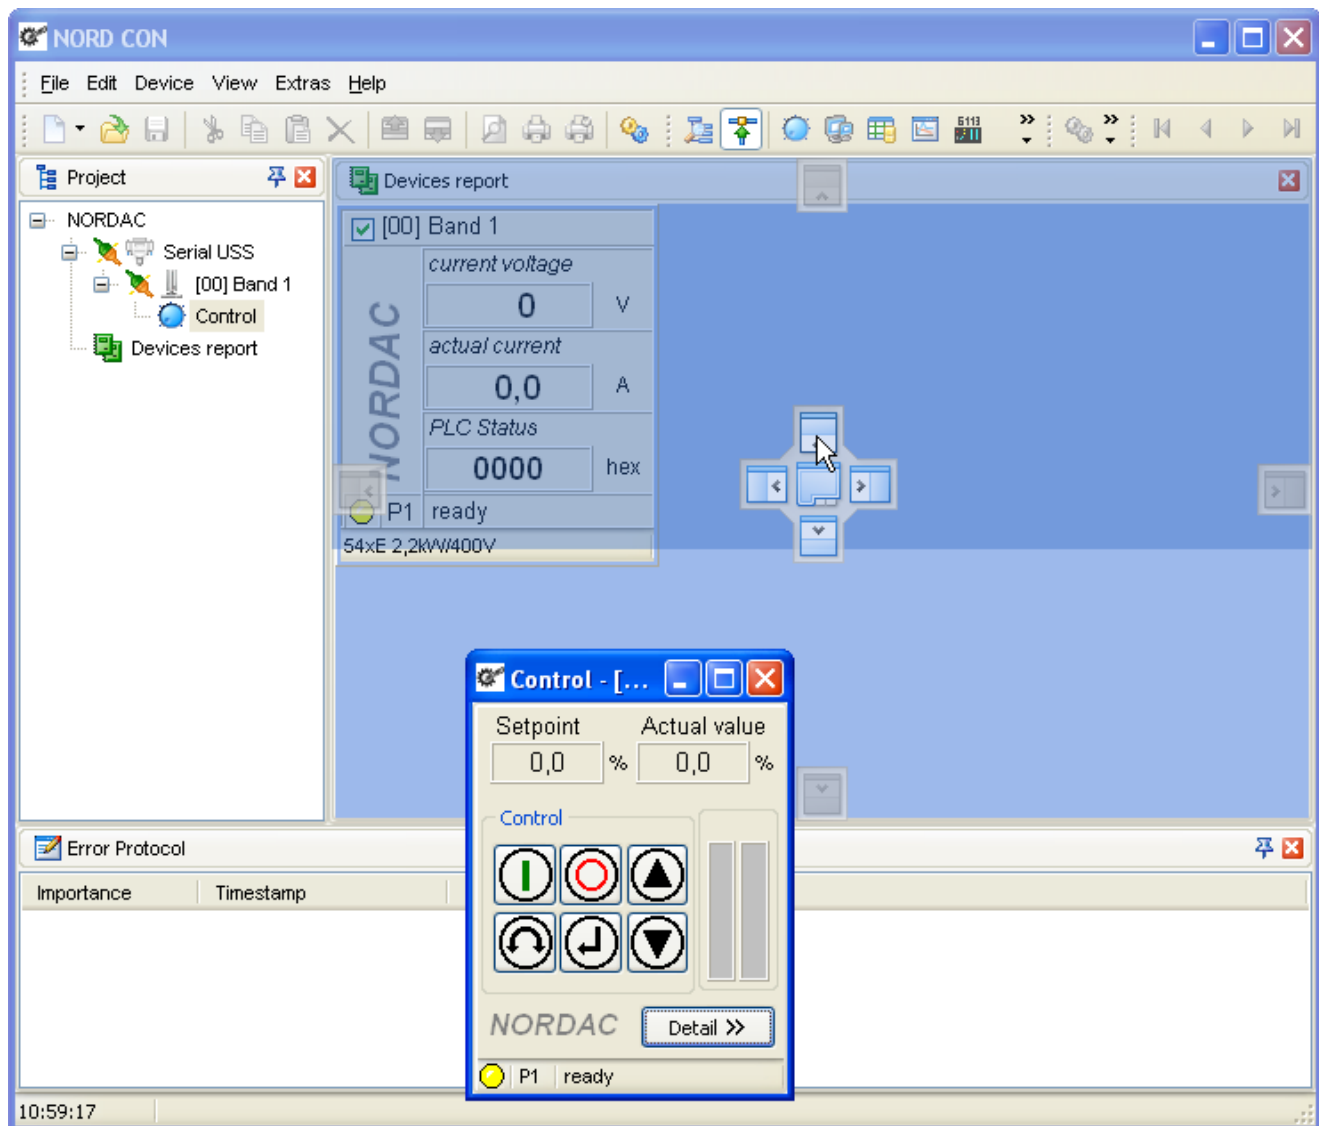 NORD CON
File Edit Device View Extras Help
6113
Project
Devices report
NORDAC
Serial USS
[00] Band 1
Control
Devices report
[00] Band 1
NORDAC
current voltage
0 V
actual current
0,0 A
PLC Status
0000 hex
P1 ready
54xE 2,2kW/400V
Control - [...
Setpoint Actual value
0,0 % 0,0 %
Control
NORDAC Detail
P1 ready
Error Protocol
Importance Timestamp
10:59:17